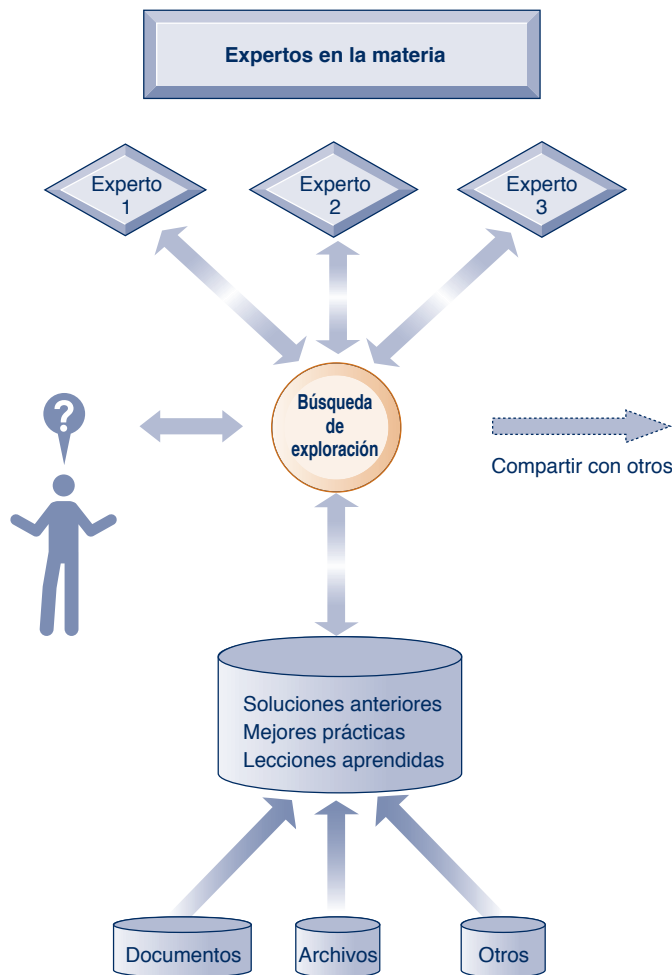 Expertos en la materia
Experto
1
Experto
2
Experto
3
?
Búsqueda
de
exploración
Compartir con otros
Soluciones anteriores
Mejores prácticas
Lecciones aprendidas
Documentos
Archivos
Otros